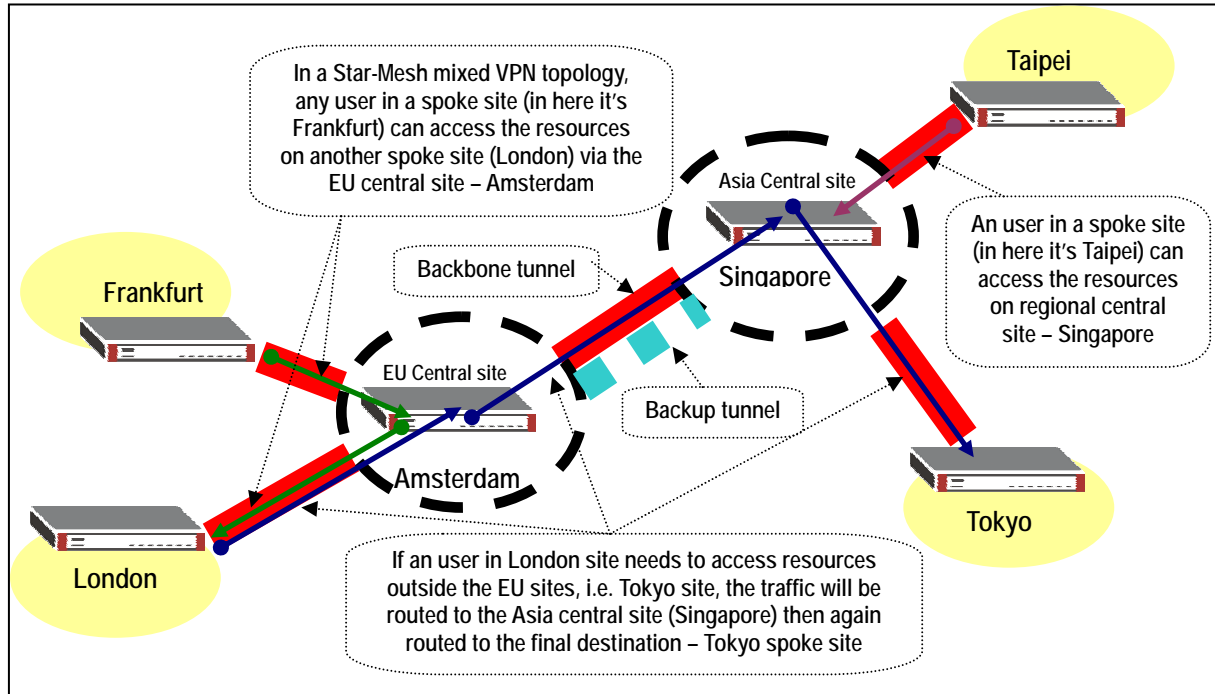 In a Star-Mesh mixed VPN topology,
any user in a spoke site (in here it's
Frankfurt) can access the resources
on another spoke site (London) via the
EU central site – Amsterdam
Taipei
Asia Central site
Singapore
An user in a spoke site
(in here it's Taipei) can
access the resources
on regional central
site – Singapore
Backbone tunnel
Frankfurt
EU Central site
Amsterdam
Backup tunnel
London
Tokyo
If an user in London site needs to access resources
outside the EU sites, i.e. Tokyo site, the traffic will be
routed to the Asia central site (Singapore) then again
routed to the final destination – Tokyo spoke site